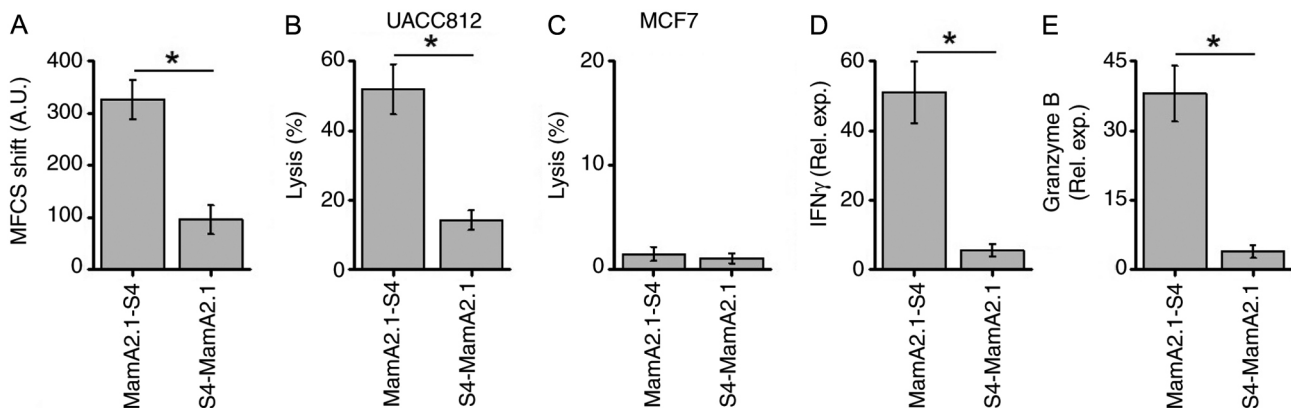 A
MFCS shift (A.U.)
400
300
200
100
0
*
MamA2.1-S4
S4-MamA2.1
B
UACC812
Lysis (%)
60
40
20
0
*
MamA2.1-S4
S4-MamA2.1
C
MCF7
Lysis (%)
20
10
0
MamA2.1-S4
S4-MamA2.1
D
IFNγ (Rel. exp.)
60
40
20
0
*
MamA2.1-S4
S4-MamA2.1
E
Granzyme B
(Rel. exp.)
45
30
15
0
*
MamA2.1-S4
S4-MamA2.1